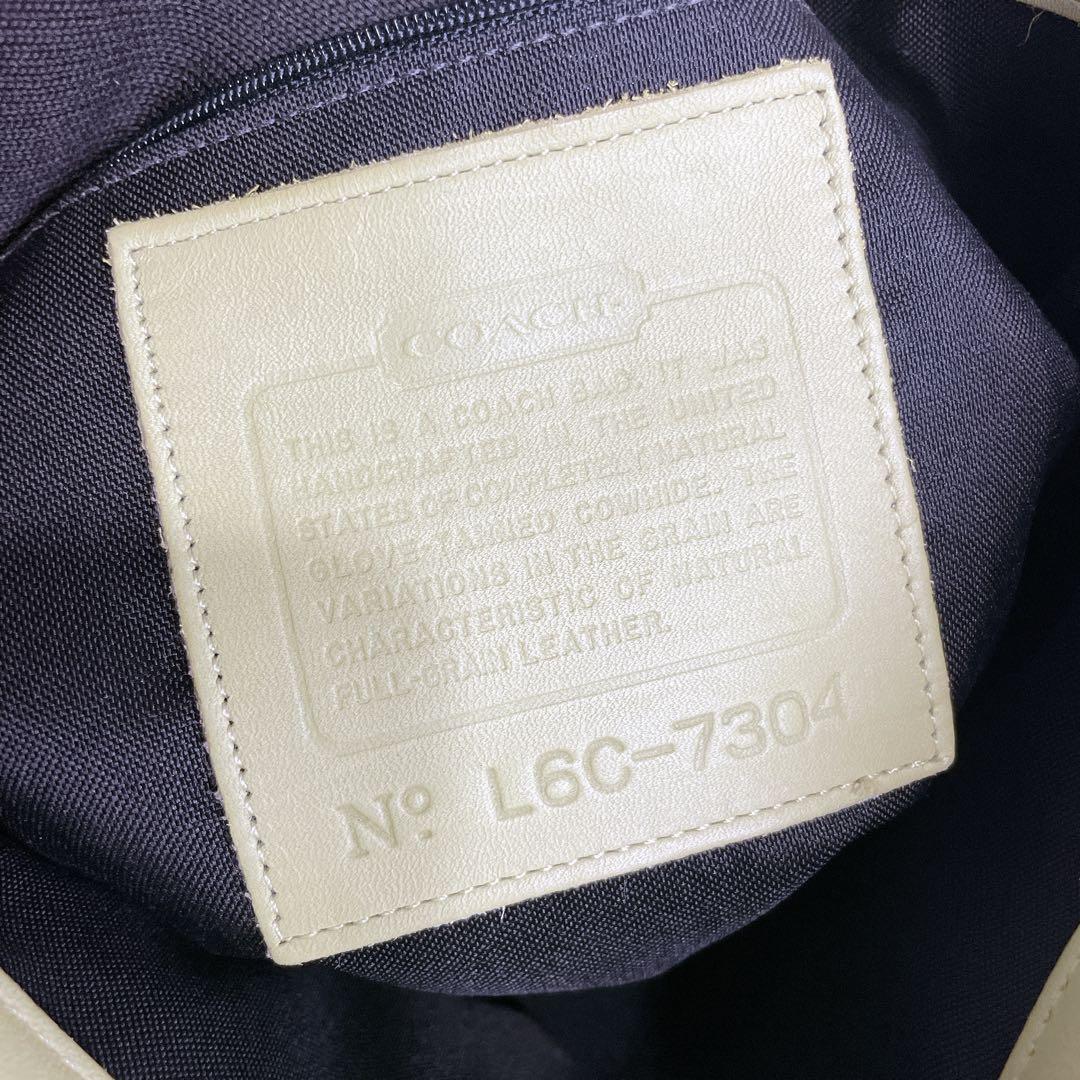 COACH
THIS IS A COACH BAG. IT WAS
HANDCRAFTED IN THE UNITED
STATES OF COMPLETELY NATURAL
GLOVE-TANNED COWHIDE. THE
VARIATIONS IN THE GRAIN ARE
CHARACTERISTIC OF NATURAL
FULL-GRAIN LEATHER.
Nº L6C-7304